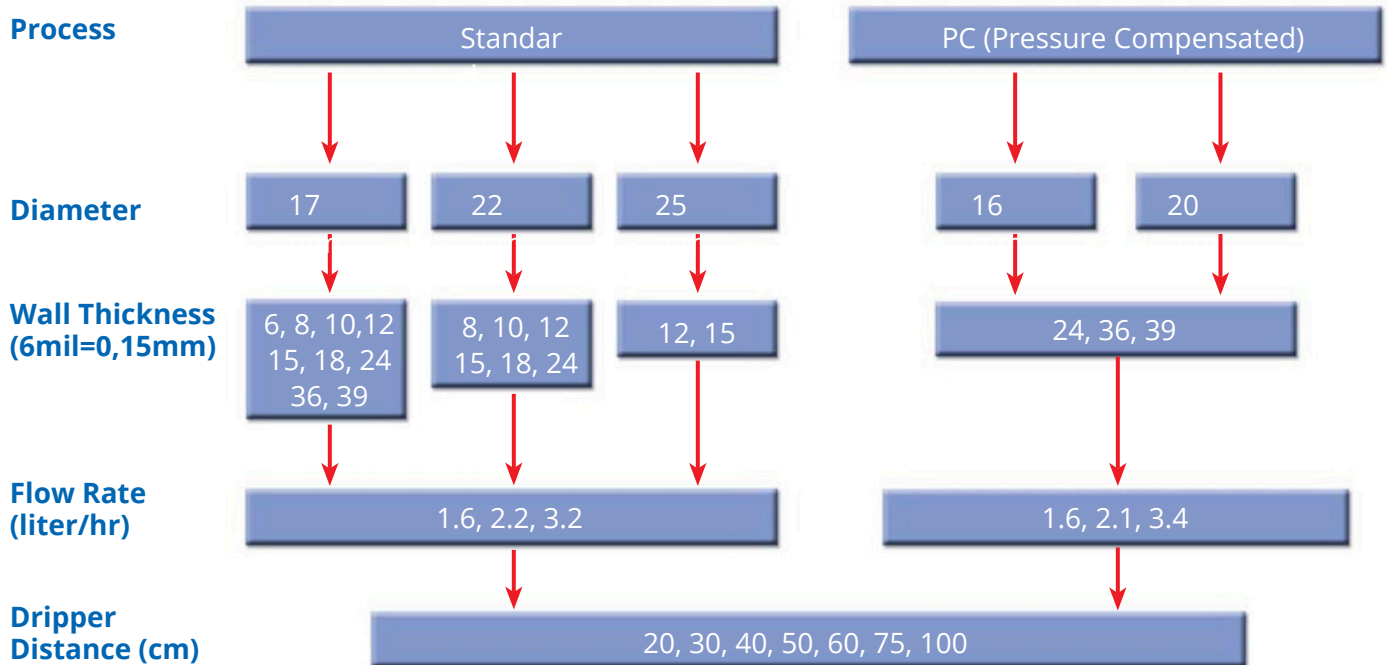 Process
Standar
PC (Pressure Compensated)
Diameter
17
22
25
16
20
Wall Thickness
(6mil=0,15mm)
6, 8, 10,12
15, 18, 24
36, 39
8, 10, 12
15, 18, 24
12, 15
24, 36, 39
Flow Rate
(liter/hr)
1.6, 2.2, 3.2
1.6, 2.1, 3.4
Dripper
Distance (cm)
20, 30, 40, 50, 60, 75, 100